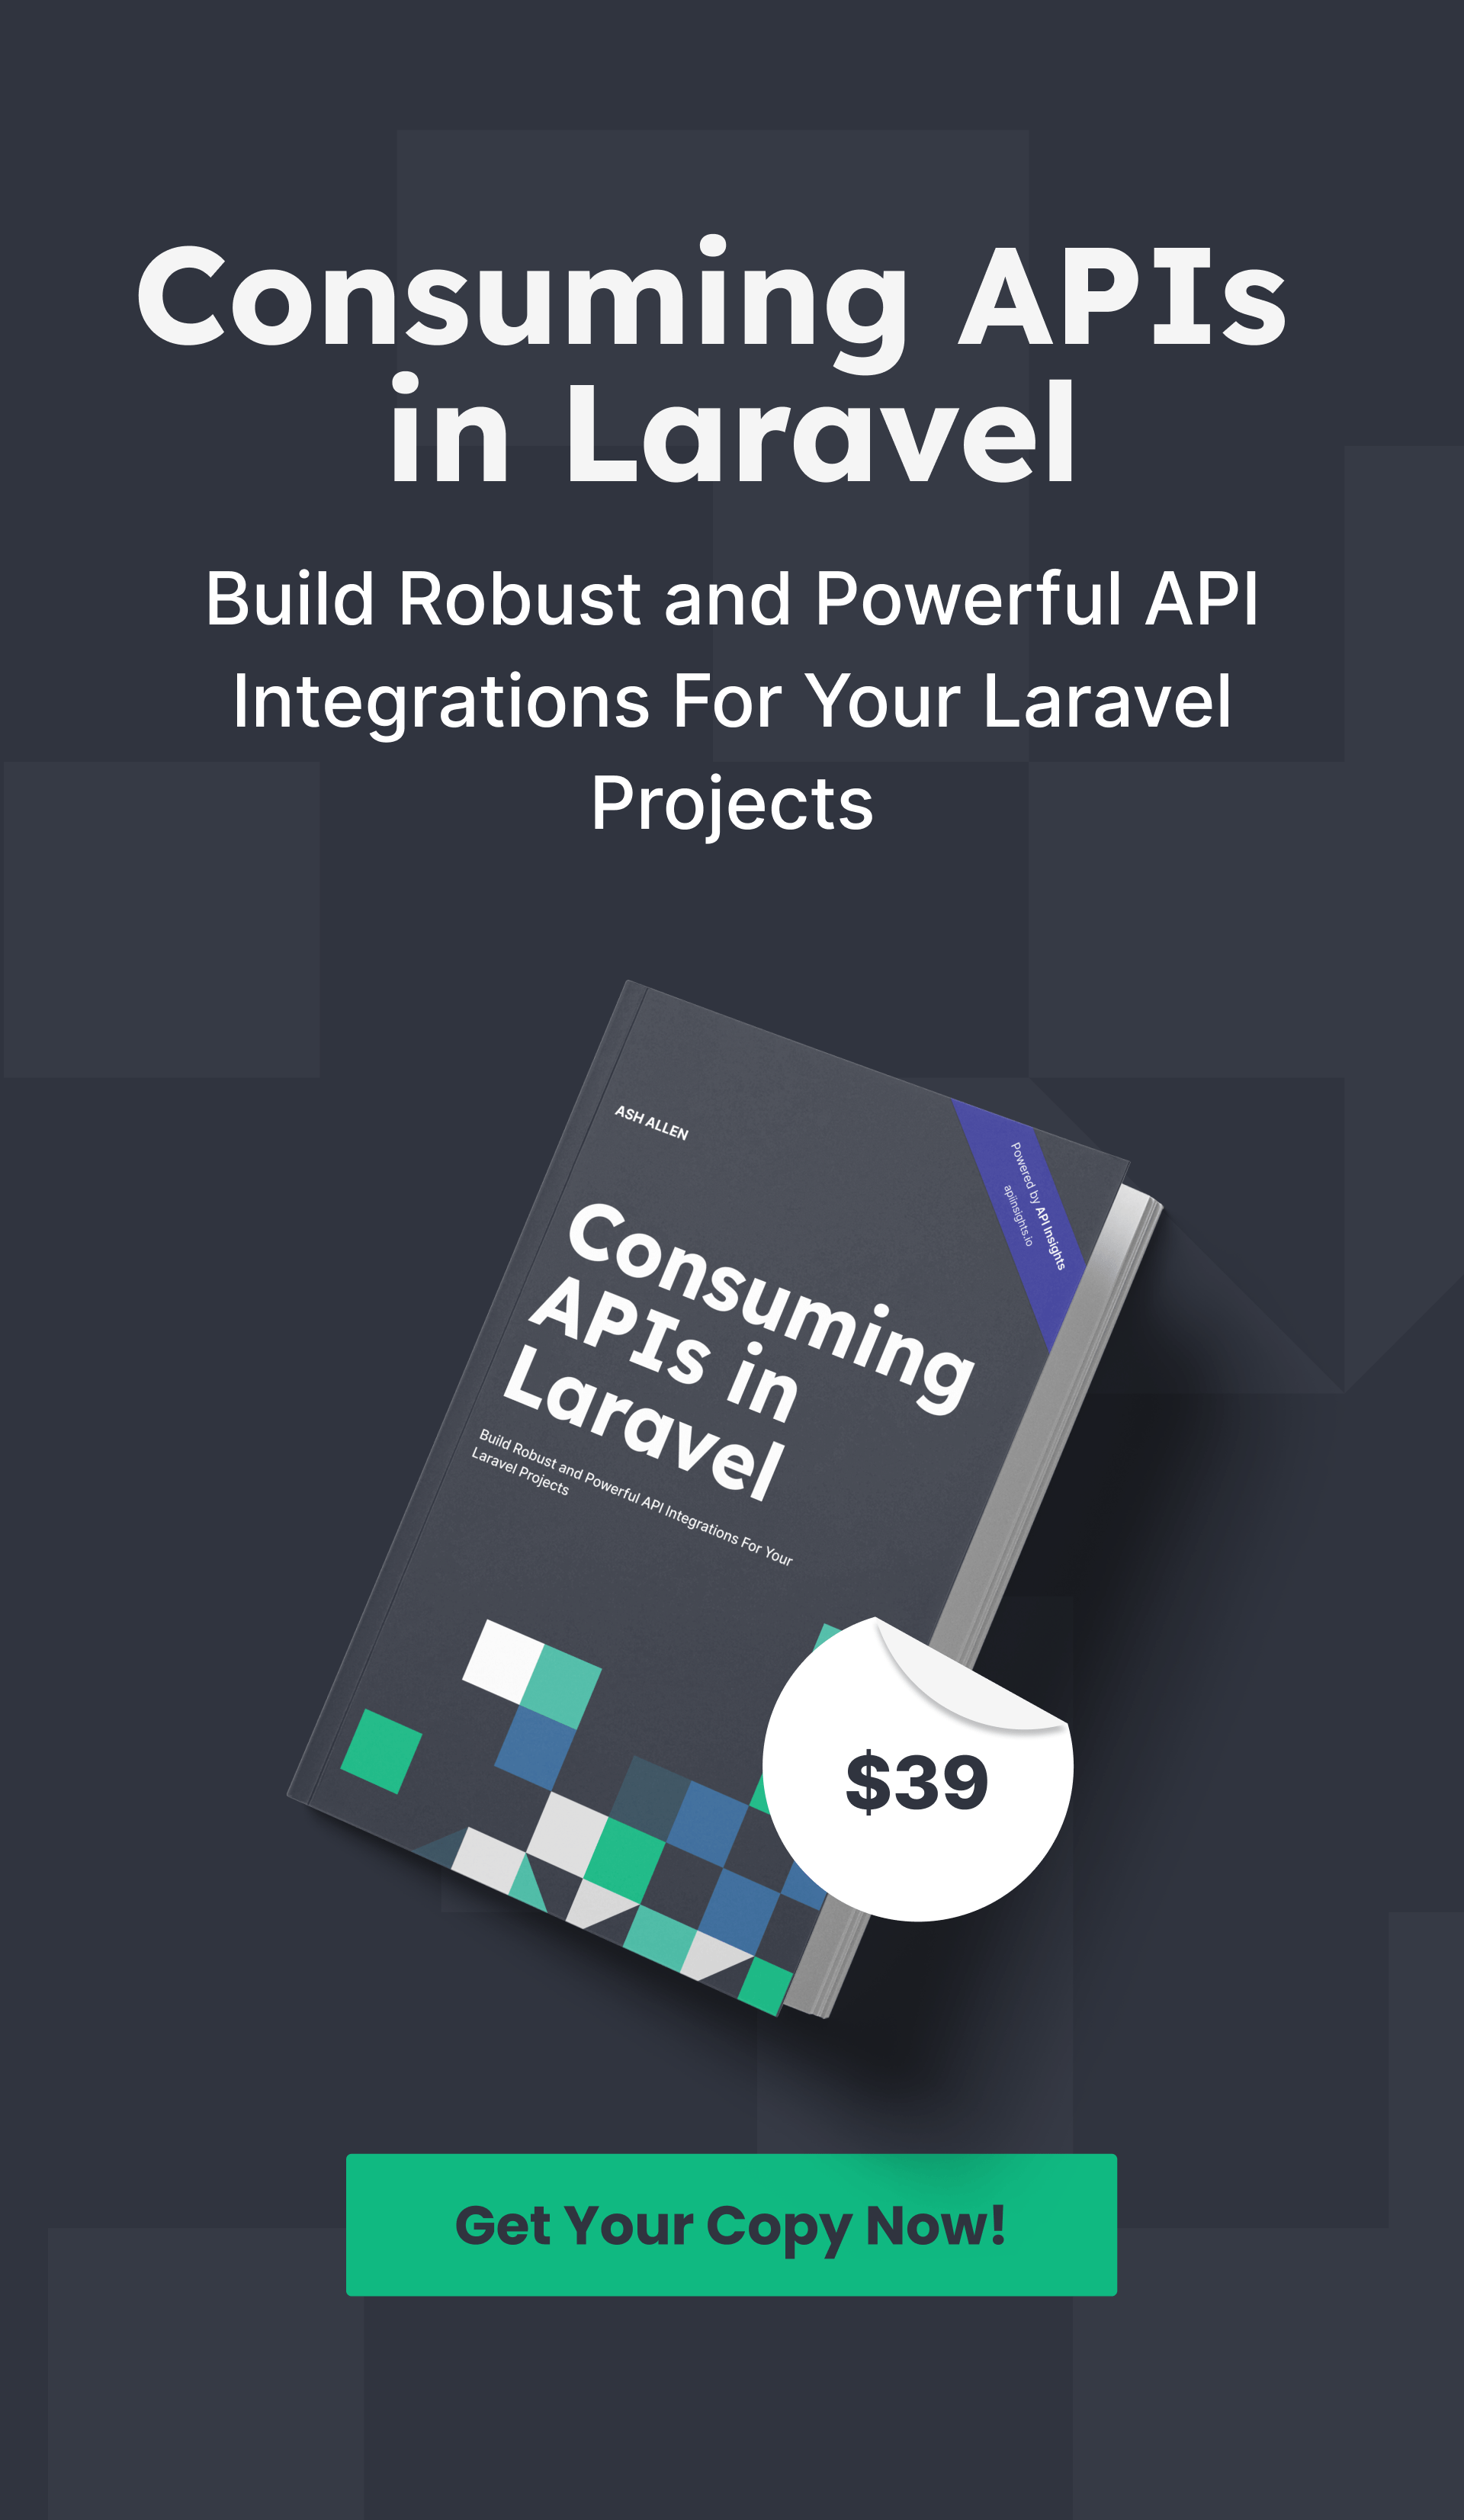 Consuming APIs
in Laravel
Build Robust and Powerful API
Integrations For Your Laravel
Projects
ASH ALLEN
Powered by API Insights
apiinsights.io
Consuming
APIs in
Laravel
Build Robust and Powerful API Integrations For Your
Laravel Projects
$39
Get Your Copy Now!